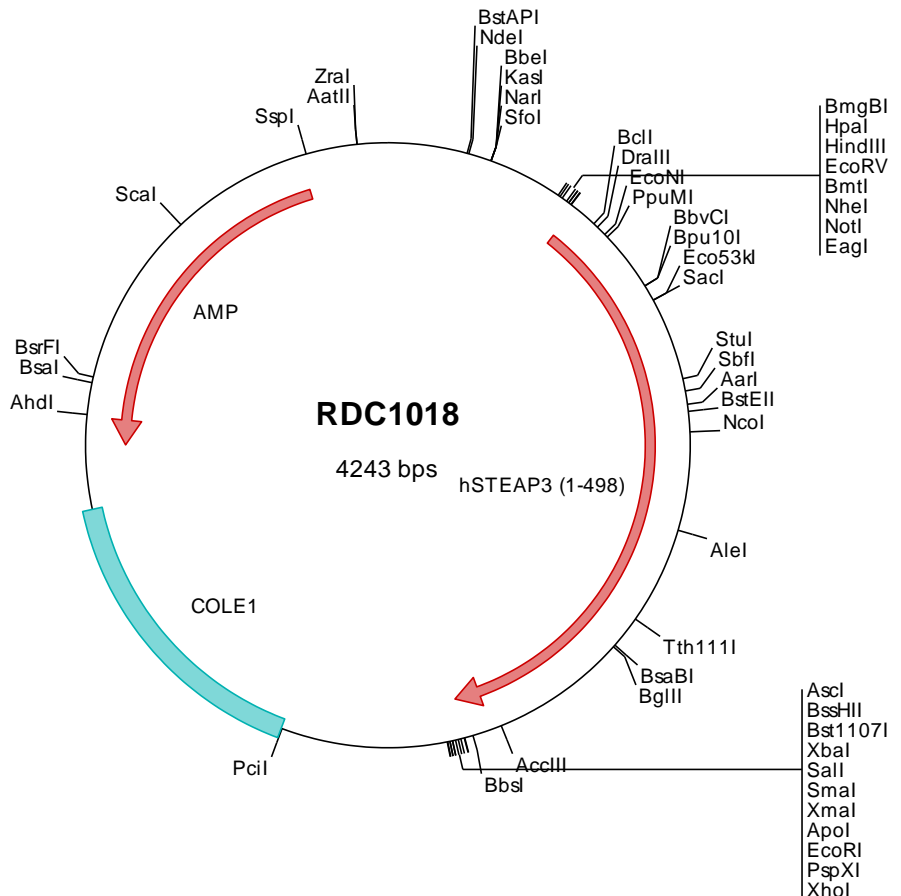 BstAPI
NdeI
BbeI
KasI
NarI
SfoI
ZraI
AatII
SspI
ScaI
BsrFI
BsaI
AhdI
BclI
DraIII
EcoNI
PpuMI
BbvCI
Bpu10I
Eco53kI
SacI
BmgBI
HpaI
HindIII
EcoRV
BmtI
NheI
NotI
EagI
StuI
SbfI
AarI
BstEII
NcoI
AMP
RDC1018
4243 bps
hSTEAP3 (1-498)
AleI
COLE1
Tth111I
BsaBI
BglII
AccIII
BbsI
PciI
AscI
BssHII
Bst1107I
XbaI
SalI
SmaI
XmaI
ApoI
EcoRI
PspXI
XhoI